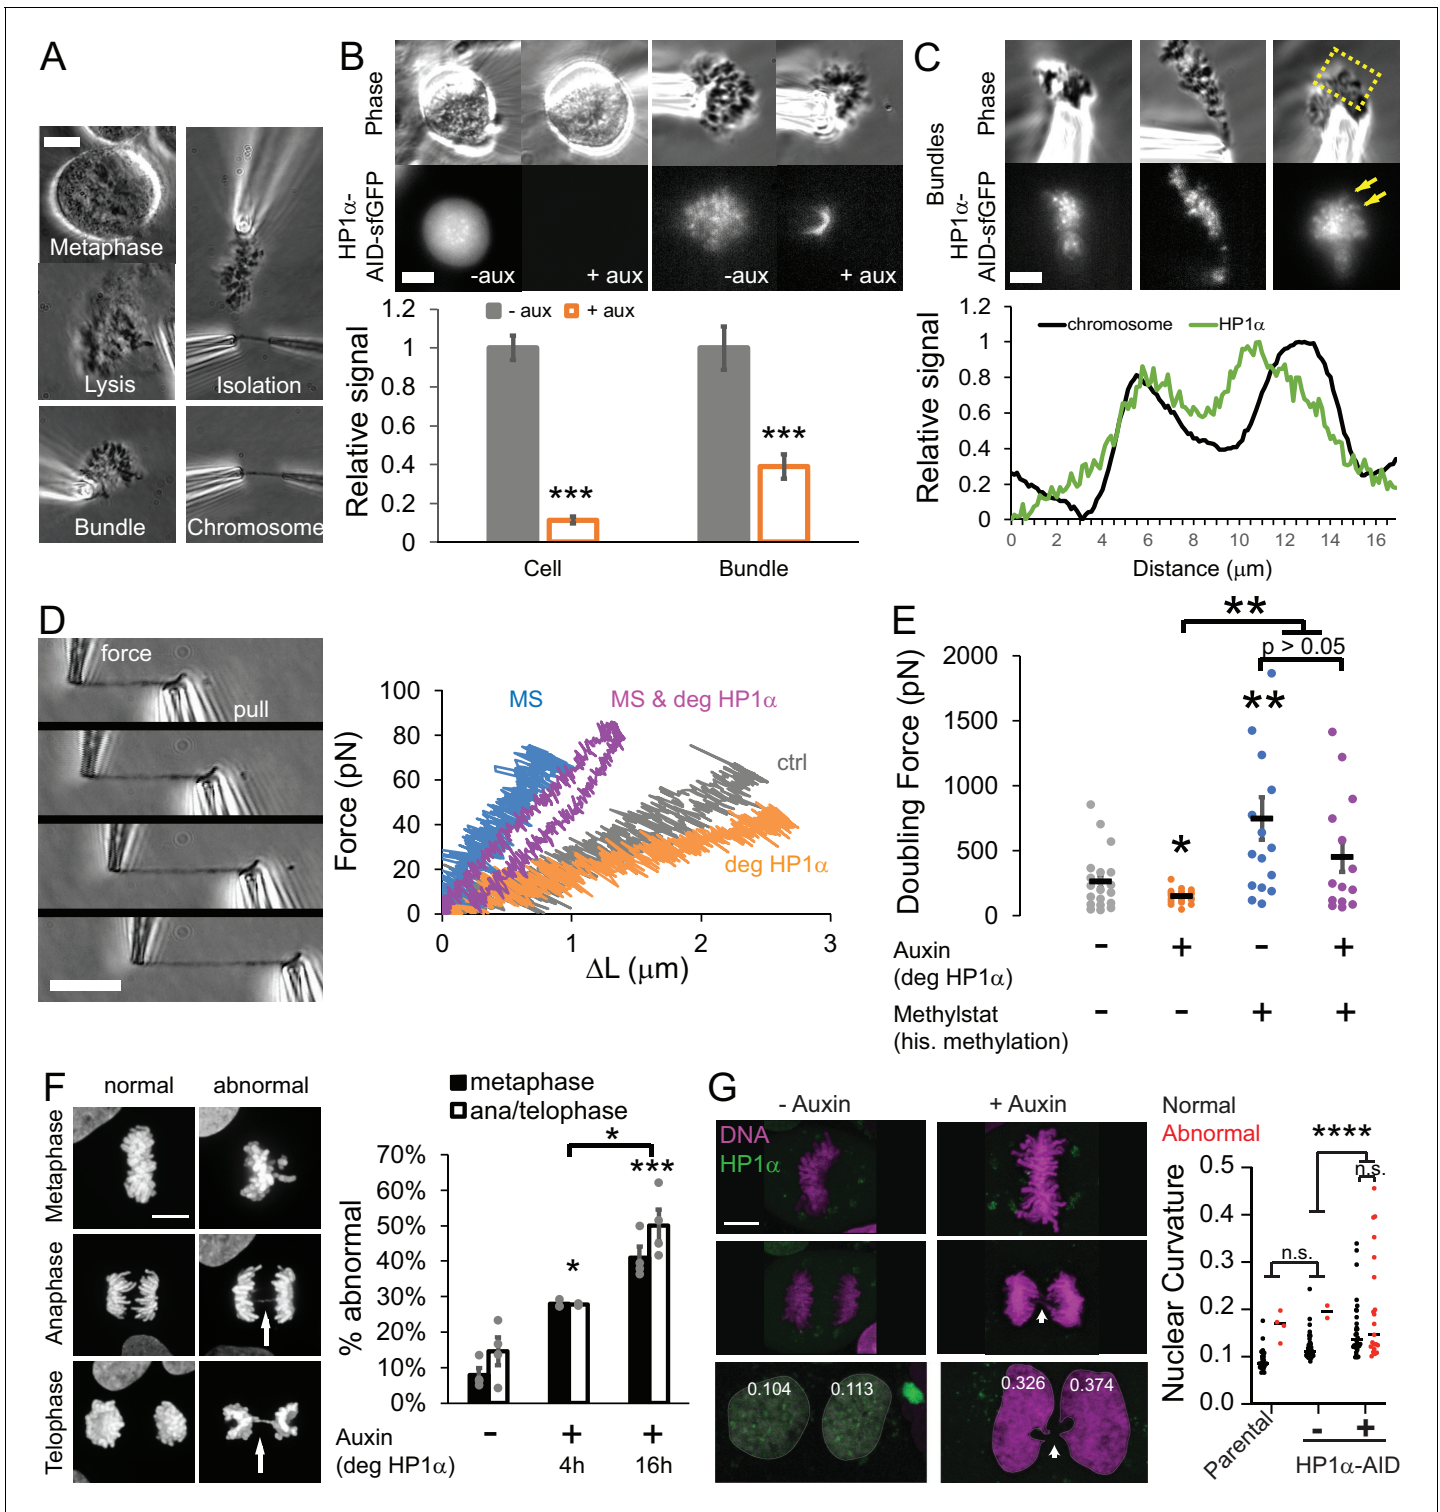 A
Metaphase
Lysis
Bundle
Isolation
Chromosome
B
Phase
HP1α-
AID-sfGFP
-aux
+ aux
-aux
+ aux
- aux
+ aux
Relative signal
1.2
1
0.8
0.6
0.4
0.2
0
***
***
Cell
Bundle
C
Bundles
Phase
HP1α-
AID-sfGFP
chromosome
HP1α
Relative signal
1.2
1
0.8
0.6
0.4
0.2
0
0 2 4 6 8 10 12 14 16
Distance (μm)
D
force
pull
Force (pN)
100
80
60
40
20
0
MS
MS & deg HP1α
ctrl
deg HP1α
0 1 2 3
ΔL (μm)
E
**
p > 0.05
**
*
Doubling Force (pN)
2000
1500
1000
500
0
Auxin
(deg HP1α)
- + - +
Methylstat
(his. methylation)
- - + +
F
normal
abnormal
Metaphase
Anaphase
Telophase
metaphase
ana/telophase
% abnormal
70%
60%
50%
40%
30%
20%
10%
0%
*
*
***
Auxin
(deg HP1α)
- + +
4h 16h
G
- Auxin
+ Auxin
DNA
HP1α
0.104
0.113
0.326
0.374
Normal
Abnormal
Nuclear Curvature
0.5
0.4
0.3
0.2
0.1
0.0
****
n.s.
n.s.
Parental
- +
HP1α-AID